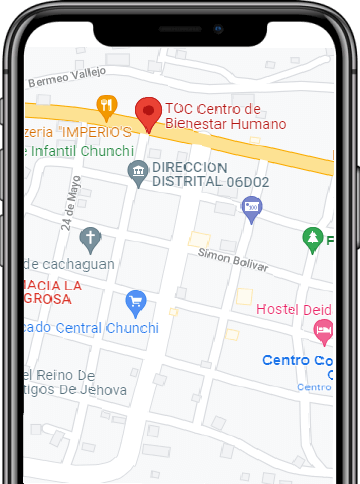 Bermeo Vallejo
TOC Centro de
Bienestar Humano
zeria "IMPERIO'S
e Infantil Chunchi
DIRECCION
DISTRITAL 06D02
24 de Mayo
de cachaguan
Simon Bolivar
F
MACIA LA
GROSA
Hostel Deid
cado Central Chunchi
Centro Co
C
Centro
el Reino De
tigos De Jehova